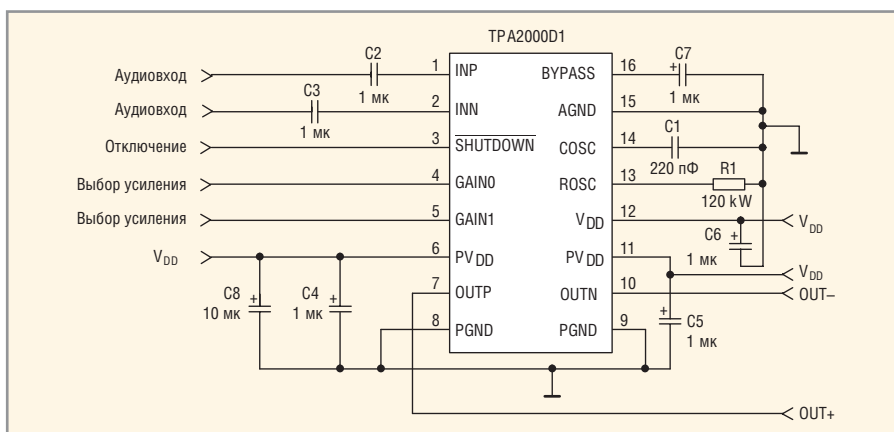 TPA2000D1
Аудиовход
C2
1 мк
1
INP
Аудиовход
C3
1 мк
2
INN
Отключение
3
SHUTDOWN
Выбор усиления
4
GAIN0
Выбор усиления
5
GAIN1
VDD
6
PVDD
C8
10 мк
C4
1 мк
7
OUTP
8
PGND
BYPASS
16
C7
1 мк
AGND
15
COSC
14
C1
220 пФ
ROSC
13
R1
120 kW
VDD
12
VDD
C6
1 мк
PVDD
11
VDD
OUTN
10
OUT–
PGND
9
C5
1 мк
OUT+